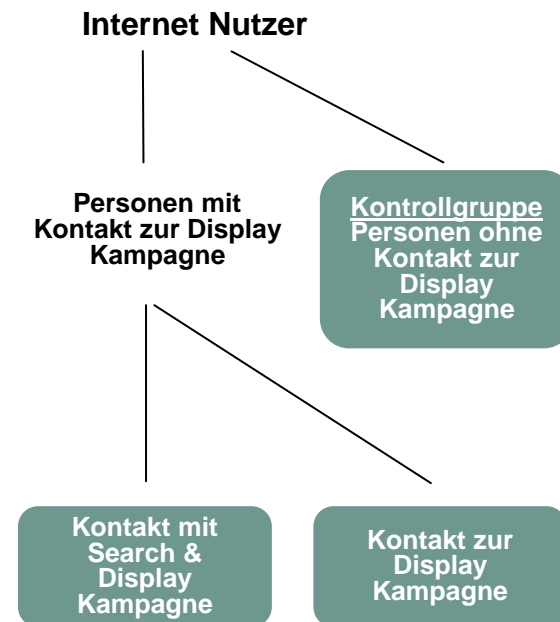 Internet Nutzer
Personen mit
Kontakt zur Display
Kampagne
Kontrollgruppe
Personen ohne
Kontakt zur
Display
Kampagne
Kontakt mit
Search &
Display
Kampagne
Kontakt zur
Display
Kampagne